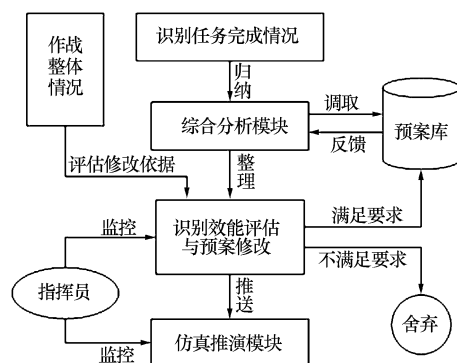 作战
整体
情况
识别任务完成情况
归
纳
综合分析模块
调取
反馈
预案库
整
理
评估修改依据
识别效能评估
与预案修改
满足要求
不满足要求
监控
指挥员
推
送
舍弃
仿真推演模块
监控